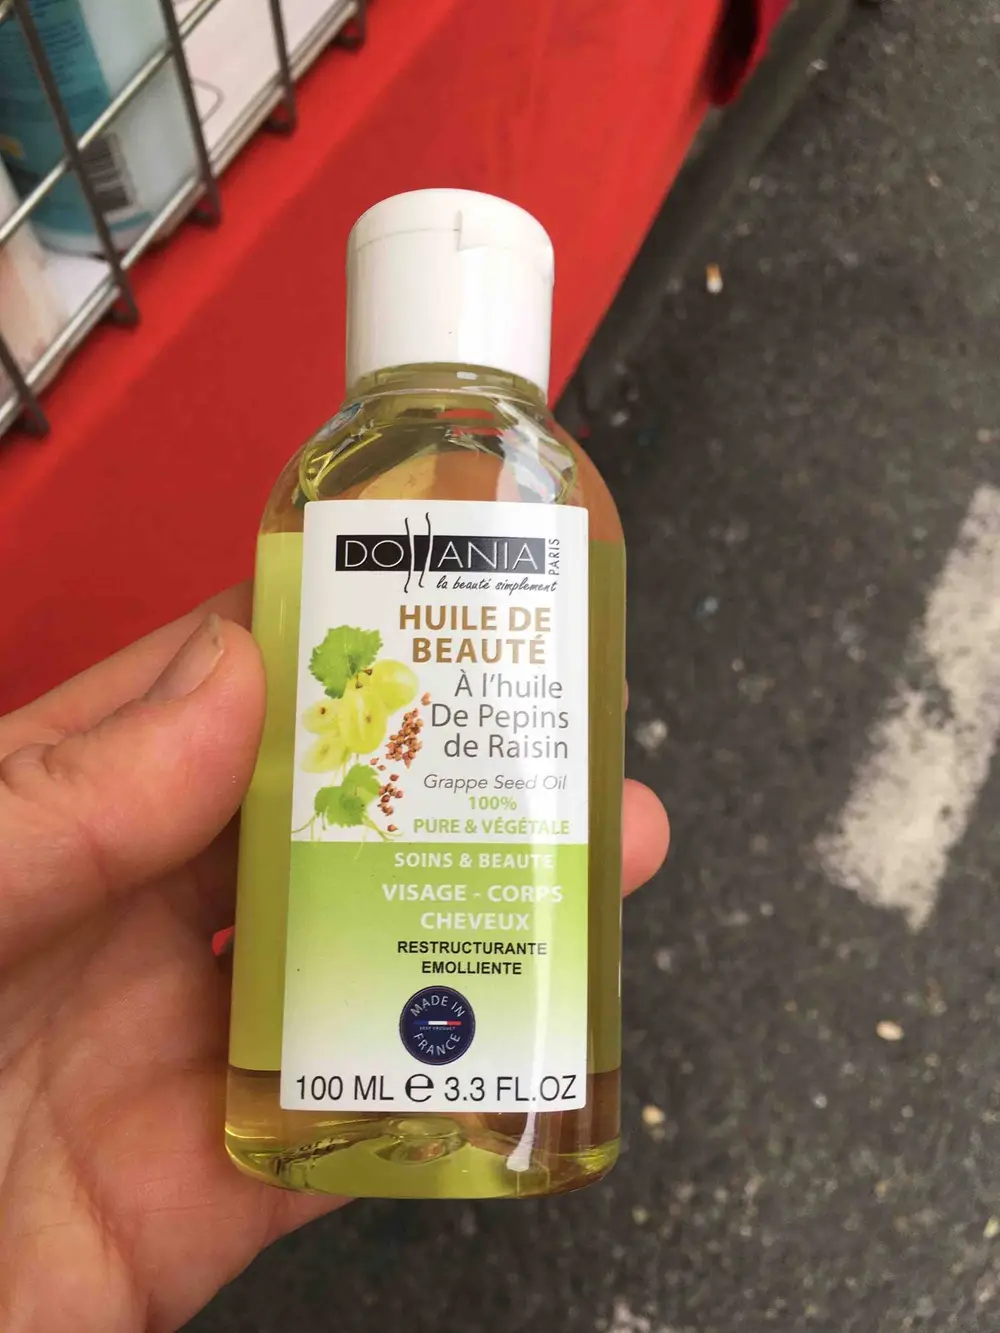 DOLLANIA
PARIS
la beauté simplement
HUILE DE
BEAUTÉ
À l'huile
De Pepins
de Raisin
Grappe Seed Oil
100%
PURE & VÉGÉTALE
SOINS & BEAUTE
VISAGE - CORPS
CHEVEUX
RESTRUCTURANTE
EMOLLIENTE
MADE IN
FRANCE
100 ML ℮ 3.3 FL.OZ